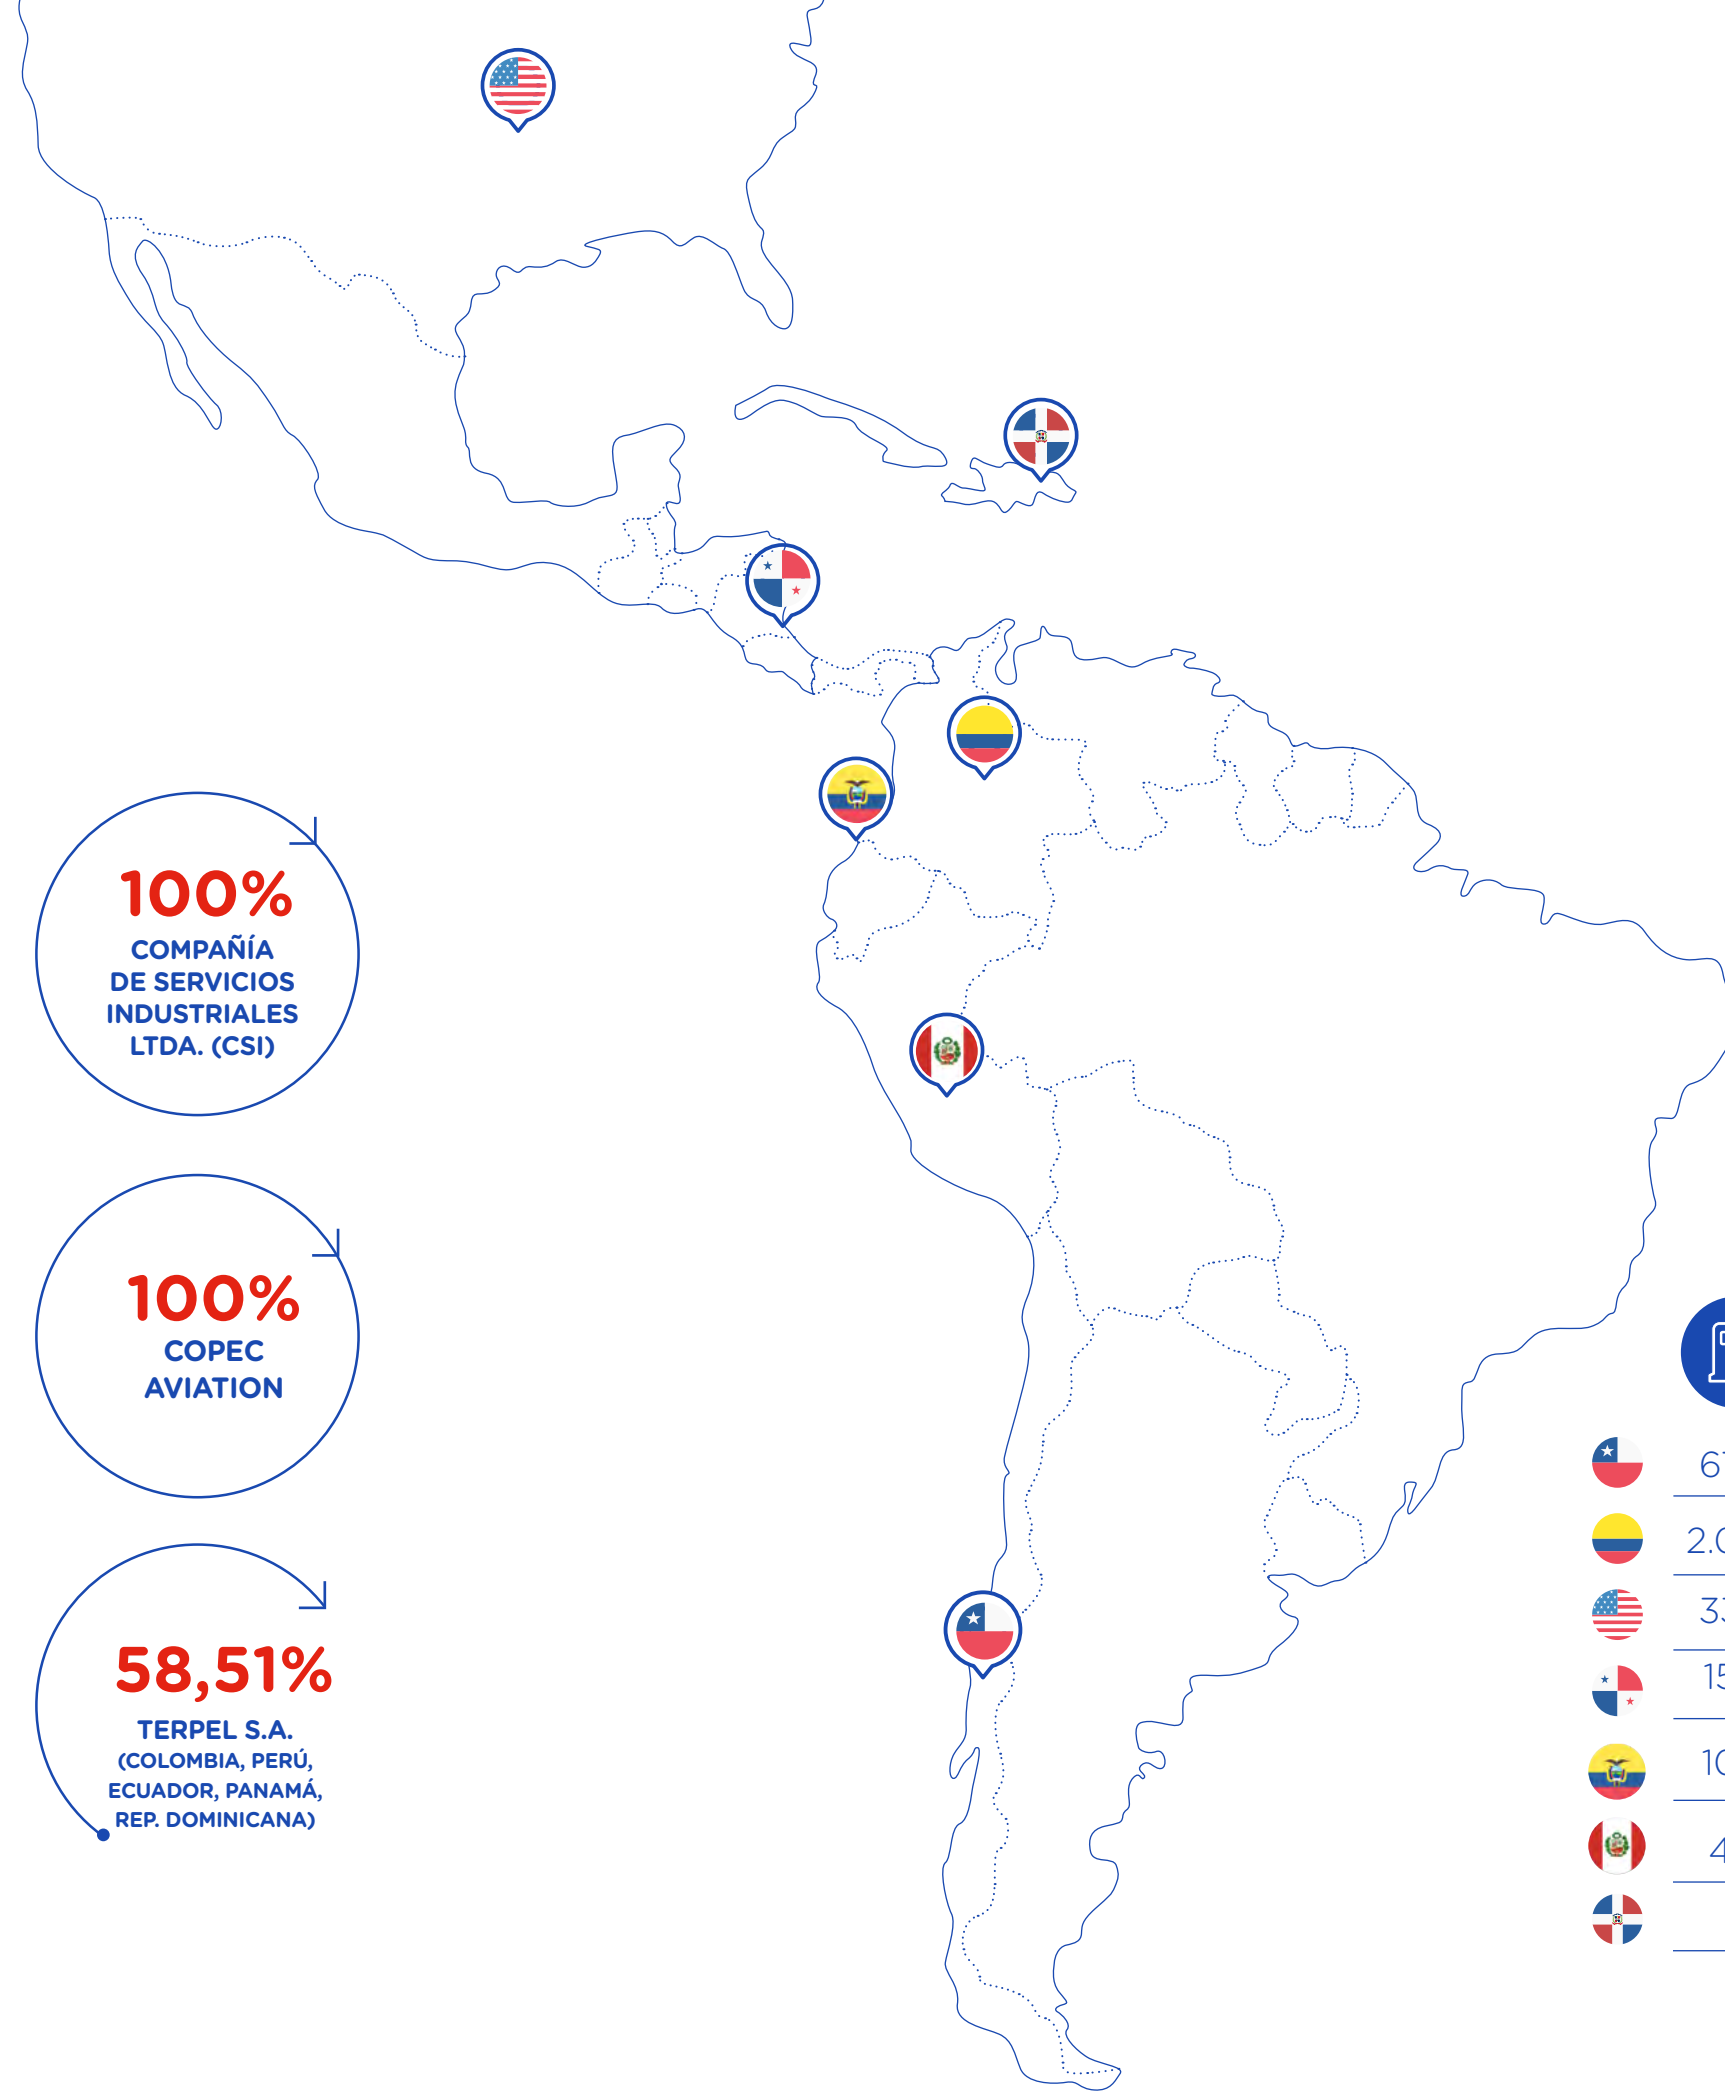 100%
COMPAÑÍA
DE SERVICIOS
INDUSTRIALES
LTDA. (CSI)
100%
COPEC
AVIATION
58,51%
TERPEL S.A.
(COLOMBIA, PERÚ,
ECUADOR, PANAMÁ,
REP. DOMINICANA)